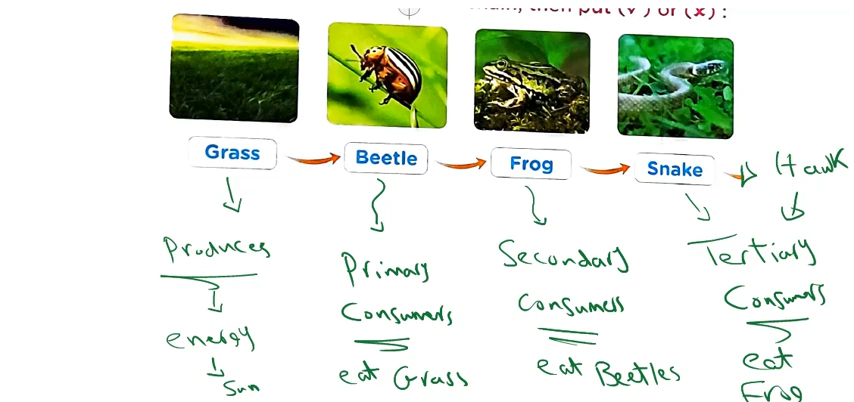 then put (√) or (x) :
Grass
Beetle
Frog
Snake
Hawk
Produces
energy
Sun
Primary
Consumers
eat Grass
Secondary
Consumers
eat Beetles
Tertiary
Consumers
eat
Frog